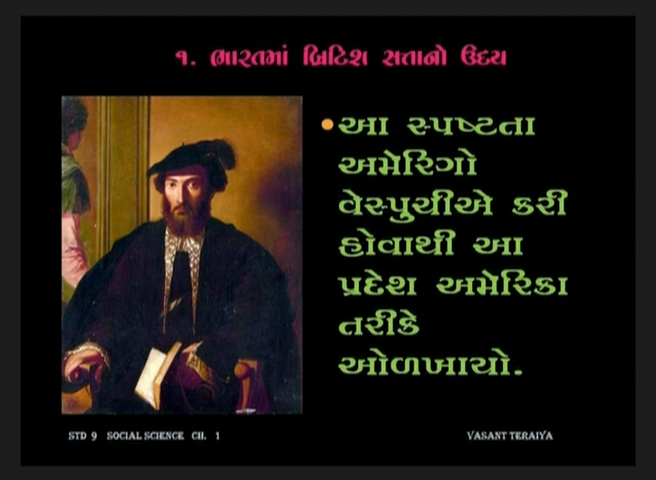 ૧. ભારતમાં બ્રિટિશ સત્તાનો ઉદય
•આ સ્પષ્ટતા
અમેરિગો
વેસ્પુચીએ કરી
હોવાથી આ
પ્રદેશ અમેરિકા
તરીકે
ઓળખાયો.
STD 9 SOCIAL SCIENCE CH. 1
VASANT TERAIYA